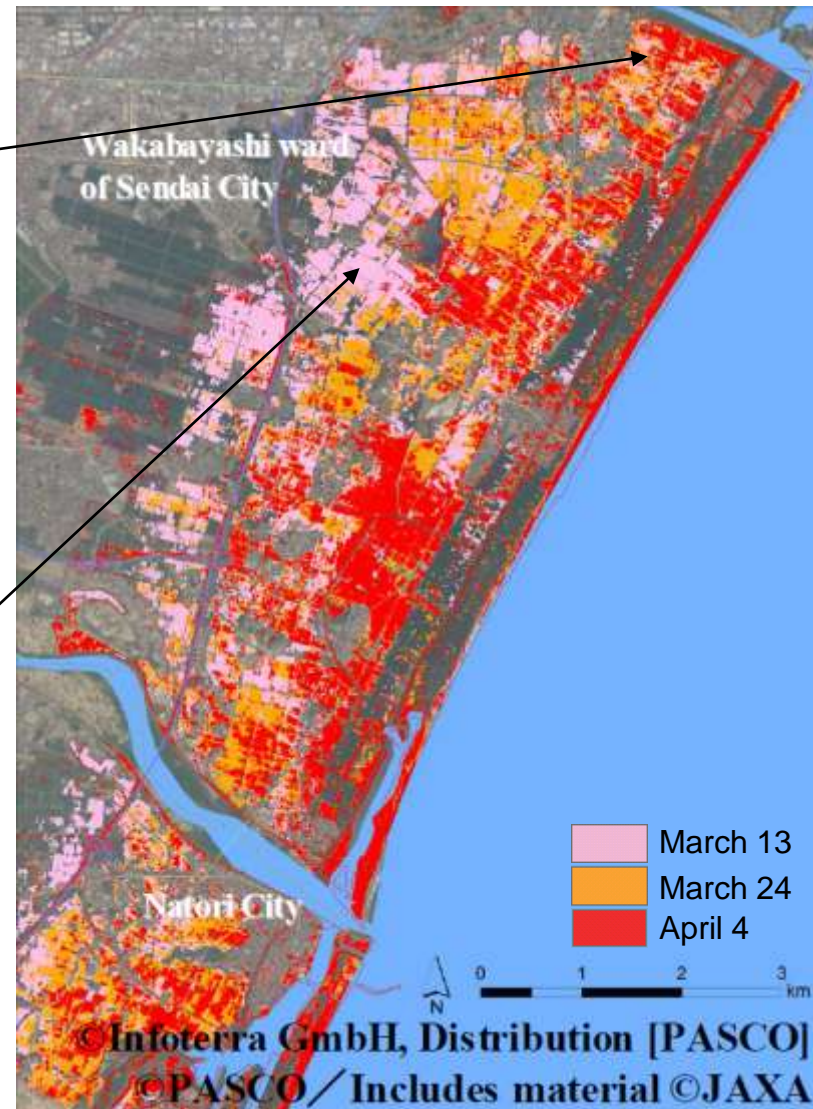 Wakabayashi ward
of Sendai City
March 13
March 24
April 4
Natori City
0 1 2 3
km
N
©Infoterra GmbH, Distribution [PASCO]
©PASCO／Includes material ©JAXA